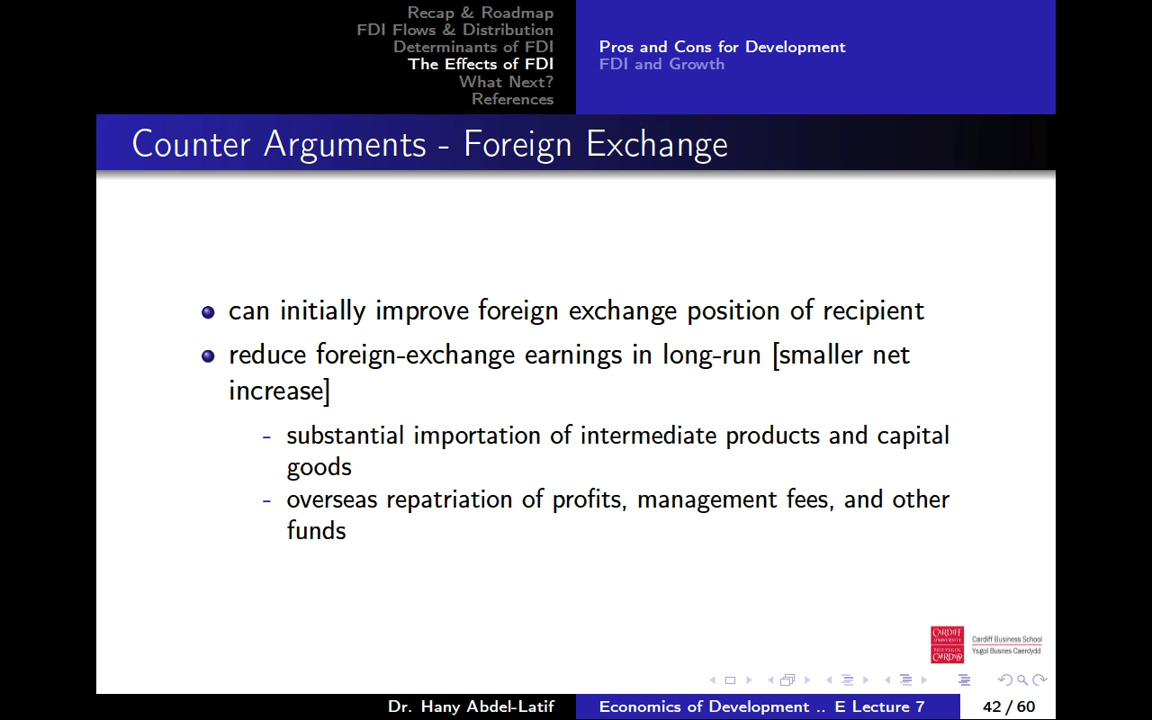 Recap & Roadmap
FDI Flows & Distribution
Determinants of FDI
The Effects of FDI
What Next?
References
Pros and Cons for Development
FDI and Growth
Counter Arguments - Foreign Exchange
can initially improve foreign exchange position of recipient
reduce foreign-exchange earnings in long-run [smaller net
increase]
- substantial importation of intermediate products and capital
goods
- overseas repatriation of profits, management fees, and other
funds
CARDIFF
UNIVERSITY
PRIFYSGOL
CAERDYDD
Cardiff Business School
Ysgol Busnes Caerdydd
Dr. Hany Abdel-Latif
Economics of Development .. E Lecture 7
42 / 60